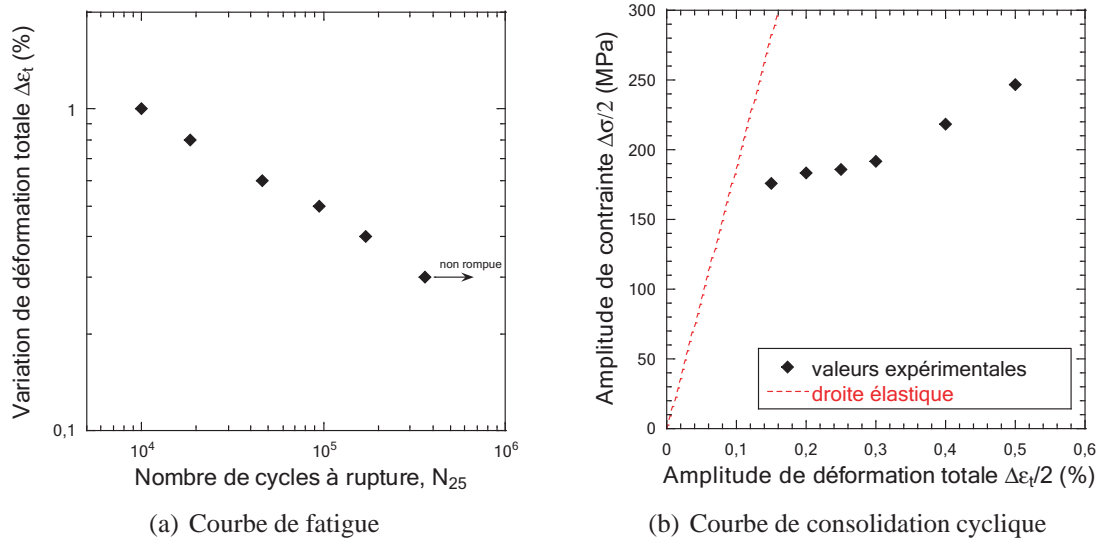 Variation de déformation totale Δεt (%)
1
0,1
10⁴
10⁵
10⁶
non rompue
Nombre de cycles à rupture, N₂₅
(a) Courbe de fatigue
Amplitude de contrainte Δσ/2 (MPa)
300
250
200
150
100
50
0
0
0,1
0,2
0,3
0,4
0,5
0,6
valeurs expérimentales
droite élastique
Amplitude de déformation totale Δεt/2 (%)
(b) Courbe de consolidation cyclique